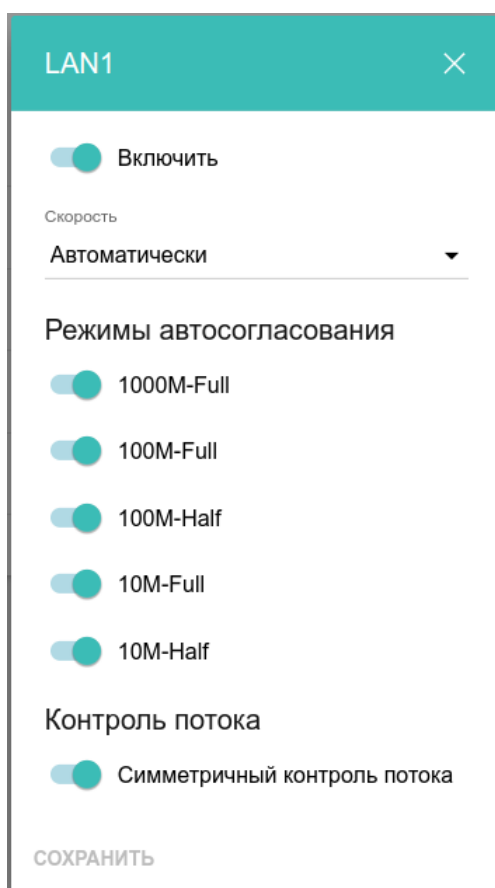 LAN1
Включить
Скорость
Автоматически
Режимы автосогласования
1000M-Full
100M-Full
100M-Half
10M-Full
10M-Half
Контроль потока
Симметричный контроль потока
СОХРАНИТЬ